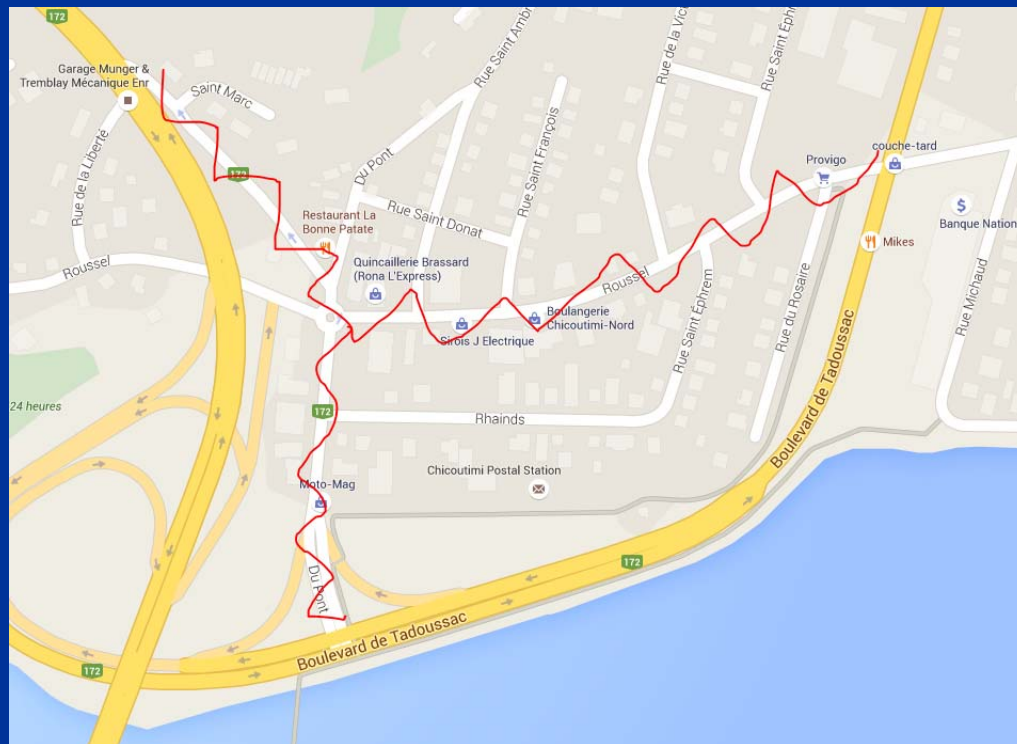 172
Garage Munger &
Tremblay Mécanique Enr
Saint Marc
Rue de la Liberté
172
Du Pont
Rue Saint Ambr
Rue Saint François
Rue de la Vic
Rue Saint Éphr
Provigo
couche-tard
Banque Nation
Mikes
Rue Saint Donat
Restaurant La
Bonne Patate
Quincaillerie Brassard
(Rona L'Express)
Roussel
Roussel
Boulangerie
Chicoutimi-Nord
Sirois J Electrique
Rue Saint Éphrem
Rue du Rosaire
Rue Michaud
Boulevard de Tadoussac
24 heures
172
Rhainds
Chicoutimi Postal Station
Moto-Mag
Du Pont
172
Boulevard de Tadoussac
172